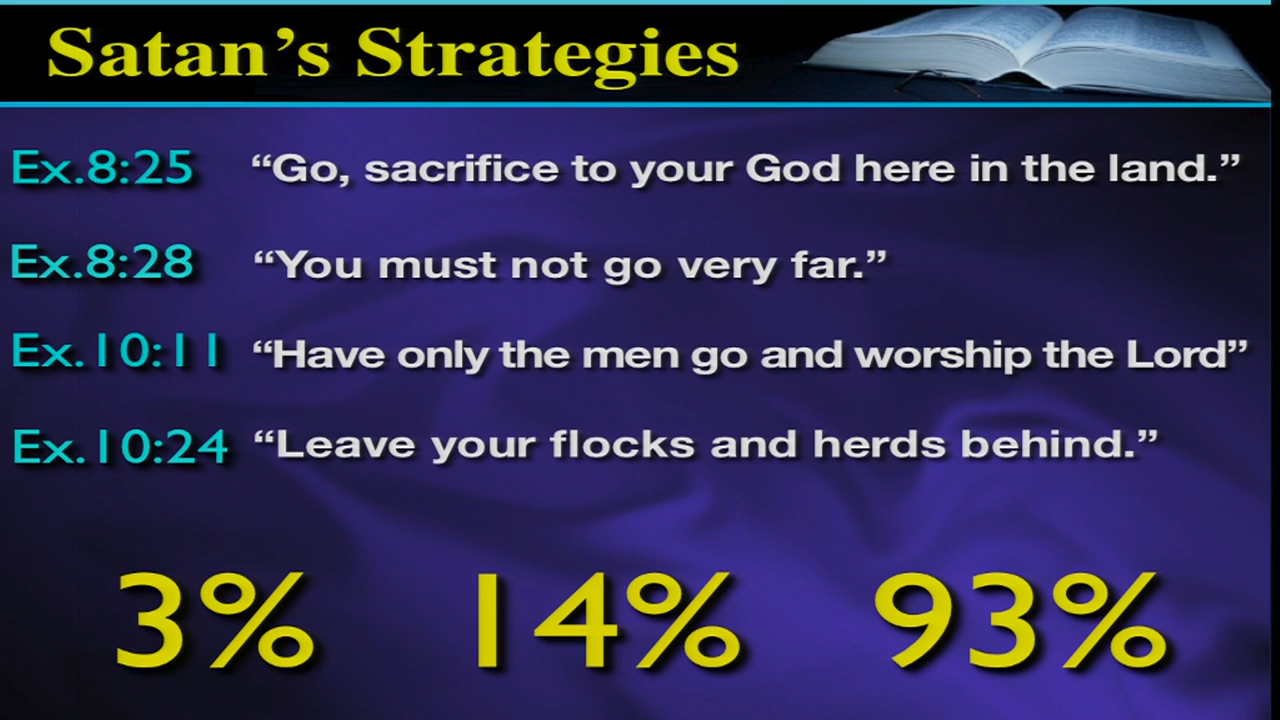 Satan’s Strategies
Ex.8:25 “Go, sacrifice to your God here in the land.”
Ex.8:28 “You must not go very far.”
Ex.10:11 “Have only the men go and worship the Lord”
Ex.10:24 “Leave your flocks and herds behind.”
3% 14% 93%